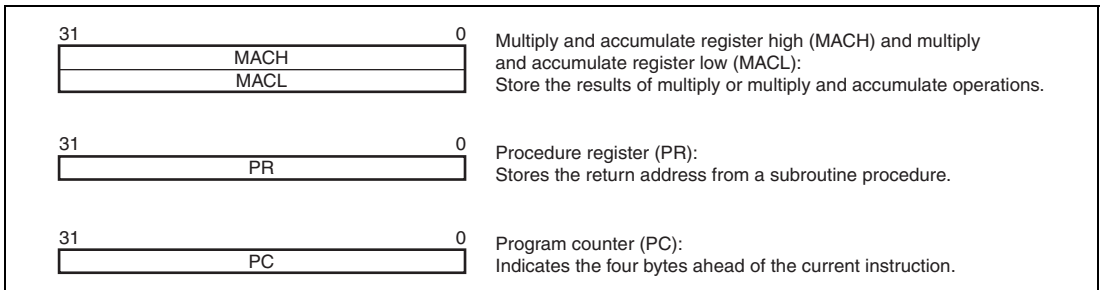 31 0
MACH
MACL
Multiply and accumulate register high (MACH) and multiply
and accumulate register low (MACL):
Store the results of multiply or multiply and accumulate operations.
31 0
PR
Procedure register (PR):
Stores the return address from a subroutine procedure.
31 0
PC
Program counter (PC):
Indicates the four bytes ahead of the current instruction.